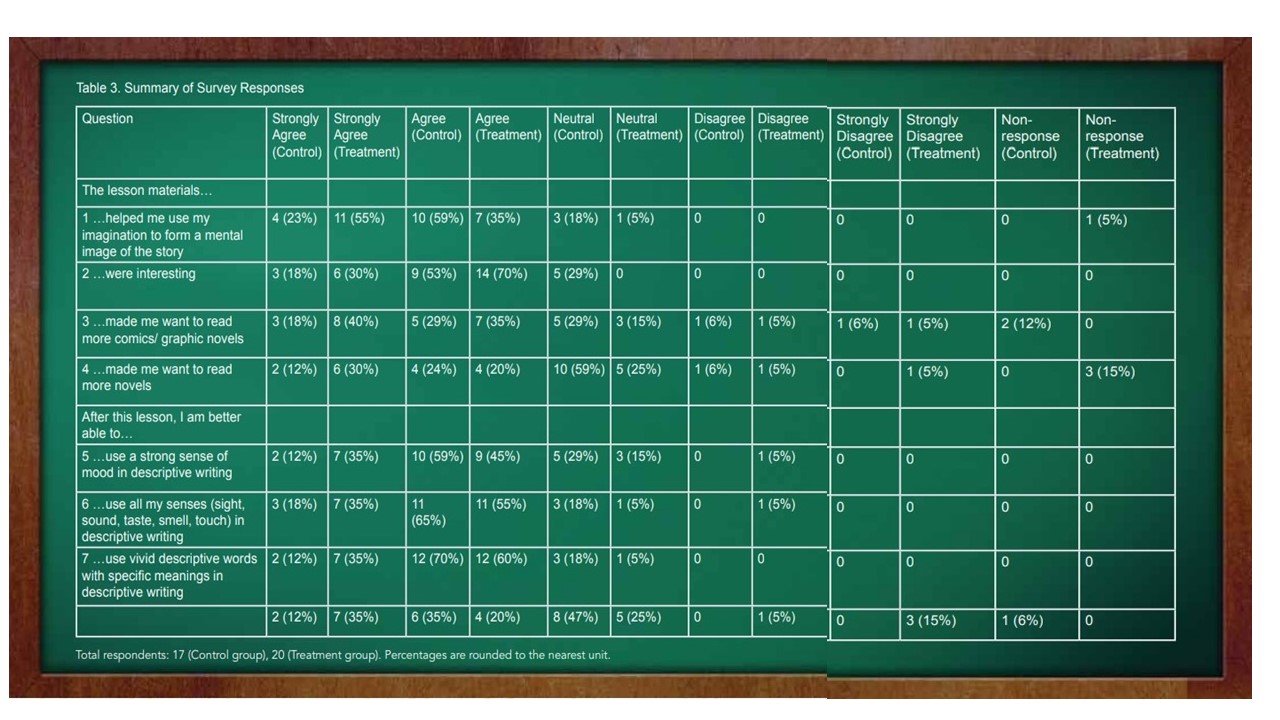 Table 3. Summary of Survey Responses
Question | Strongly Agree (Control) | Strongly Agree (Treatment) | Agree (Control) | Agree (Treatment) | Neutral (Control) | Neutral (Treatment) | Disagree (Control) | Disagree (Treatment) | Strongly Disagree (Control) | Strongly Disagree (Treatment) | Non-response (Control) | Non-response (Treatment)
The lesson materials…
1 …helped me use my imagination to form a mental image of the story | 4 (23%) | 11 (55%) | 10 (59%) | 7 (35%) | 3 (18%) | 1 (5%) | 0 | 0 | 0 | 0 | 0 | 1 (5%)
2 …were interesting | 3 (18%) | 6 (30%) | 9 (53%) | 14 (70%) | 5 (29%) | 0 | 0 | 0 | 0 | 0 | 0 | 0
3 …made me want to read more comics/ graphic novels | 3 (18%) | 8 (40%) | 5 (29%) | 7 (35%) | 5 (29%) | 3 (15%) | 1 (6%) | 1 (5%) | 1 (6%) | 1 (5%) | 2 (12%) | 0
4 …made me want to read more novels | 2 (12%) | 6 (30%) | 4 (24%) | 4 (20%) | 10 (59%) | 5 (25%) | 1 (6%) | 1 (5%) | 0 | 1 (5%) | 0 | 3 (15%)
After this lesson, I am better able to…
5 …use a strong sense of mood in descriptive writing | 2 (12%) | 7 (35%) | 10 (59%) | 9 (45%) | 5 (29%) | 3 (15%) | 0 | 1 (5%) | 0 | 0 | 0 | 0
6 …use all my senses (sight, sound, taste, smell, touch) in descriptive writing | 3 (18%) | 7 (35%) | 11 (65%) | 11 (55%) | 3 (18%) | 1 (5%) | 0 | 1 (5%) | 0 | 0 | 0 | 0
7 …use vivid descriptive words with specific meanings in descriptive writing | 2 (12%) | 7 (35%) | 12 (70%) | 12 (60%) | 3 (18%) | 1 (5%) | 0 | 0 | 0 | 0 | 0 | 0
2 (12%) | 7 (35%) | 6 (35%) | 4 (20%) | 8 (47%) | 5 (25%) | 0 | 1 (5%) | 0 | 3 (15%) | 1 (6%) | 0
Total respondents: 17 (Control group), 20 (Treatment group). Percentages are rounded to the nearest unit.